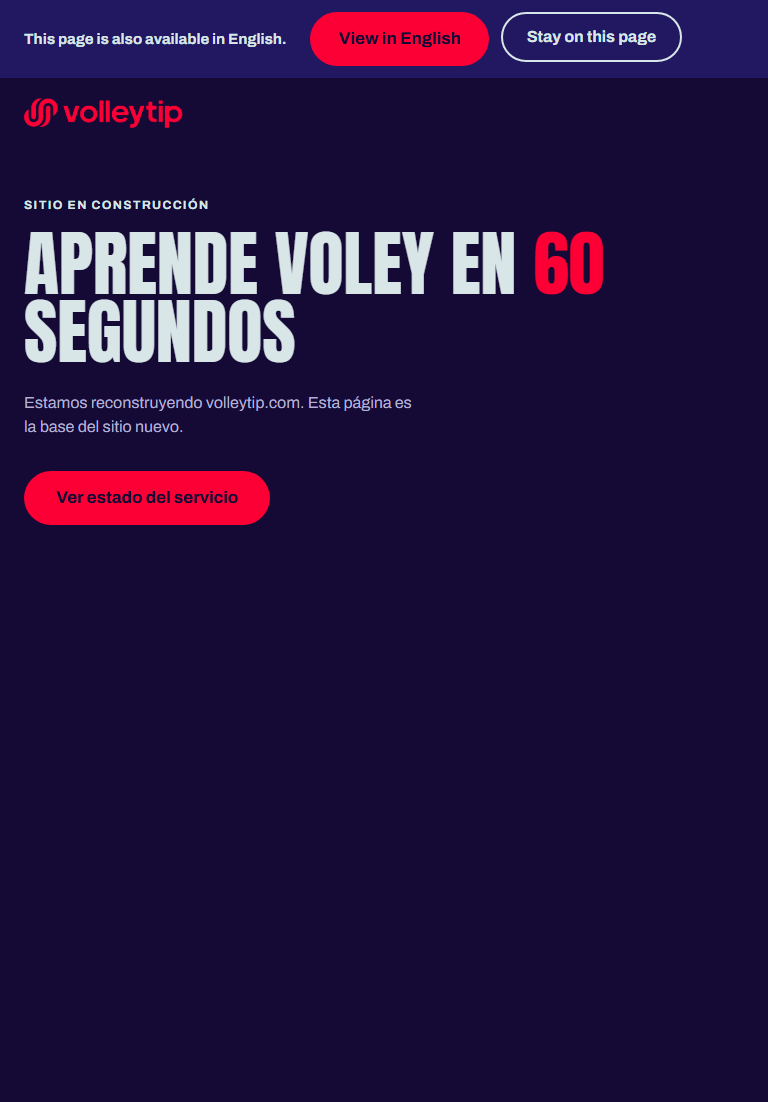 This page is also available in English.
View in English
Stay on this page
volleytip
SITIO EN CONSTRUCCIÓN
APRENDE VOLEY EN 60
SEGUNDOS
Estamos reconstruyendo volleytip.com. Esta página es
la base del sitio nuevo.
Ver estado del servicio